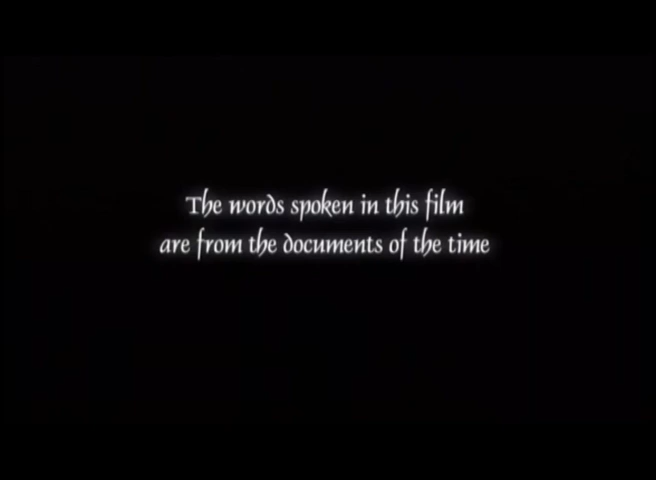 The words spoken in this film
are from the documents of the time